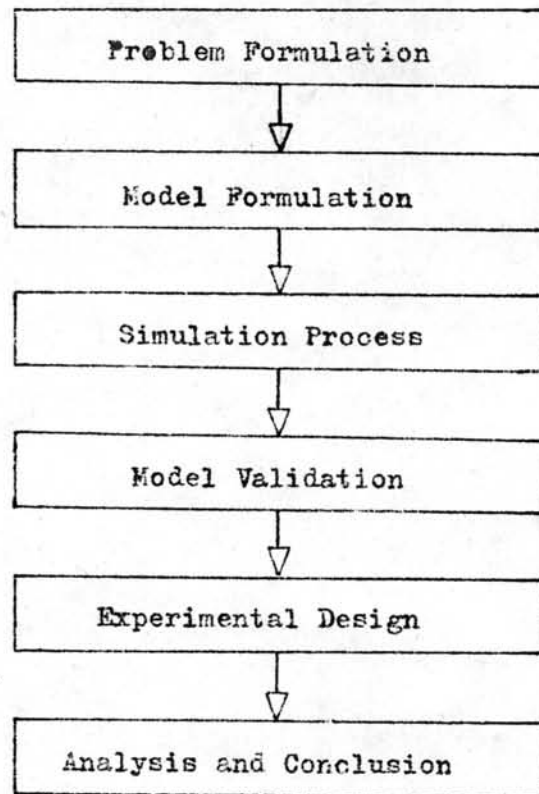 Problem Formulation
Model Formulation
Simulation Process
Model Validation
Experimental Design
Analysis and Conclusion